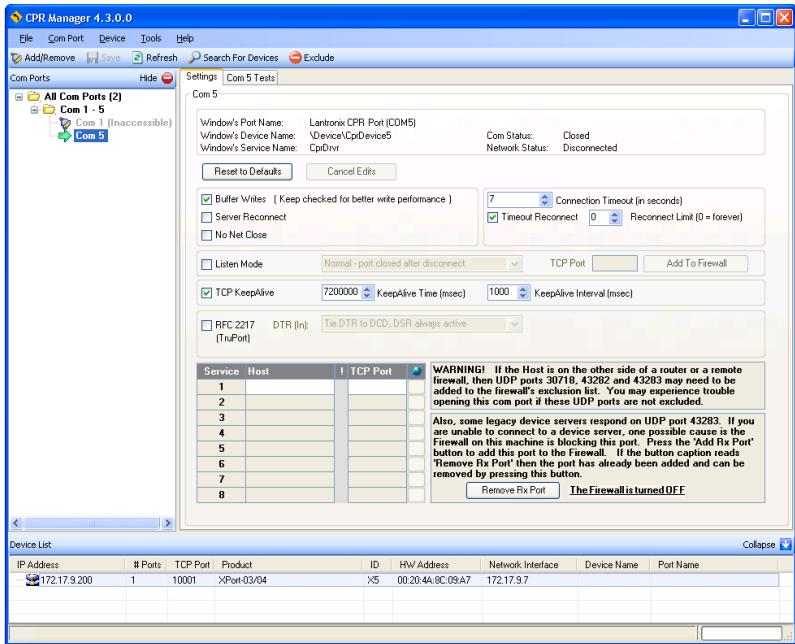 CPR Manager 4.3.0.0
File Com Port Device Tools Help
Add/Remove Save Refresh Search For Devices Exclude
Com Ports Hide
All Com Ports (2)
Com 1 - 5
Com 1 (Inaccessible)
Com 5
Settings Com 5 Tests
Com 5
Window's Port Name: Lantronix CPR Port (COM5)
Window's Device Name: \Device\CprDevice5 Com Status: Closed
Window's Service Name: CprDrvr Network Status: Disconnected
Reset to Defaults Cancel Edits
Buffer Writes ( Keep checked for better write performance ) 7 Connection Timeout (in seconds)
Server Reconnect Timeout Reconnect 0 Reconnect Limit (0 = forever)
No Net Close
Listen Mode Normal - port closed after disconnect TCP Port Add To Firewall
TCP KeepAlive 7200000 KeepAlive Time (msec) 1000 KeepAlive Interval (msec)
RFC 2217 DTR (In): Tie DTR to DCD, DSR always active
(TruPort)
Service Host ! TCP Port
1
2
3
4
5
6
7
8
WARNING! If the Host is on the other side of a router or a remote
firewall, then UDP ports 30718, 43282 and 43283 may need to be
added to the firewall's exclusion list. You may experience trouble
opening this com port if these UDP ports are not excluded.
Also, some legacy device servers respond on UDP port 43283. If you
are unable to connect to a device server, one possible cause is the
Firewall on this machine is blocking this port. Press the 'Add Rx Port'
button to add this port to the Firewall. If the button caption reads
'Remove Rx Port' then the port has already been added and can be
removed by pressing this button.
Remove Rx Port The Firewall is turned OFF
Device List Collapse
IP Address # Ports TCP Port Product ID HW Address Network Interface Device Name Port Name
172.17.9.200 1 10001 XPort-03/04 X5 00:20:4A:8C:09:A7 172.17.9.7